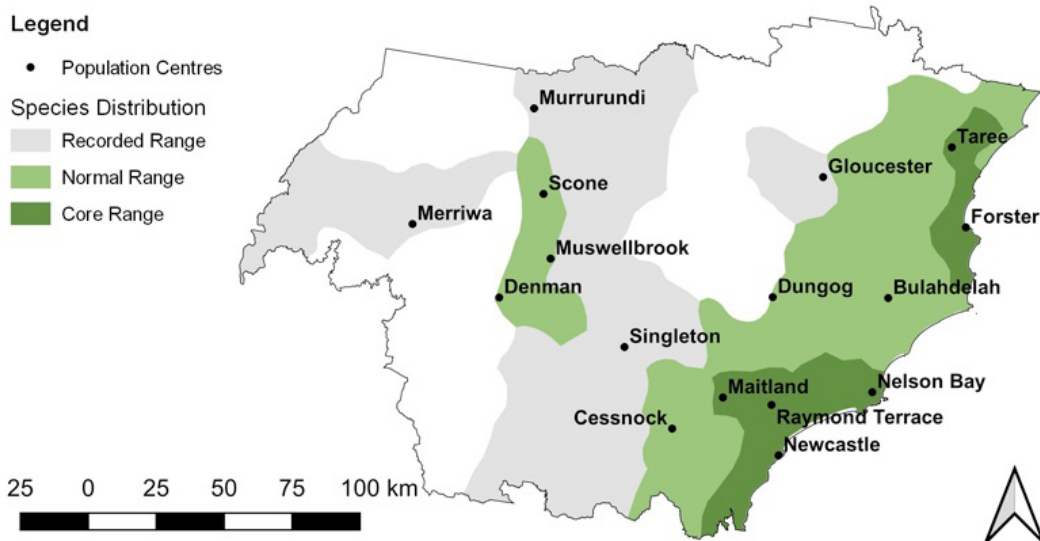 Legend
Population Centres
Species Distribution
Recorded Range
Normal Range
Core Range
Murrurundi
Taree
Gloucester
Scone
Merriwa
Forster
Muswellbrook
Denman
Dungog
Bulahdelah
Singleton
Maitland
Nelson Bay
Cessnock
Raymond Terrace
Newcastle
25 0 25 50 75 100 km